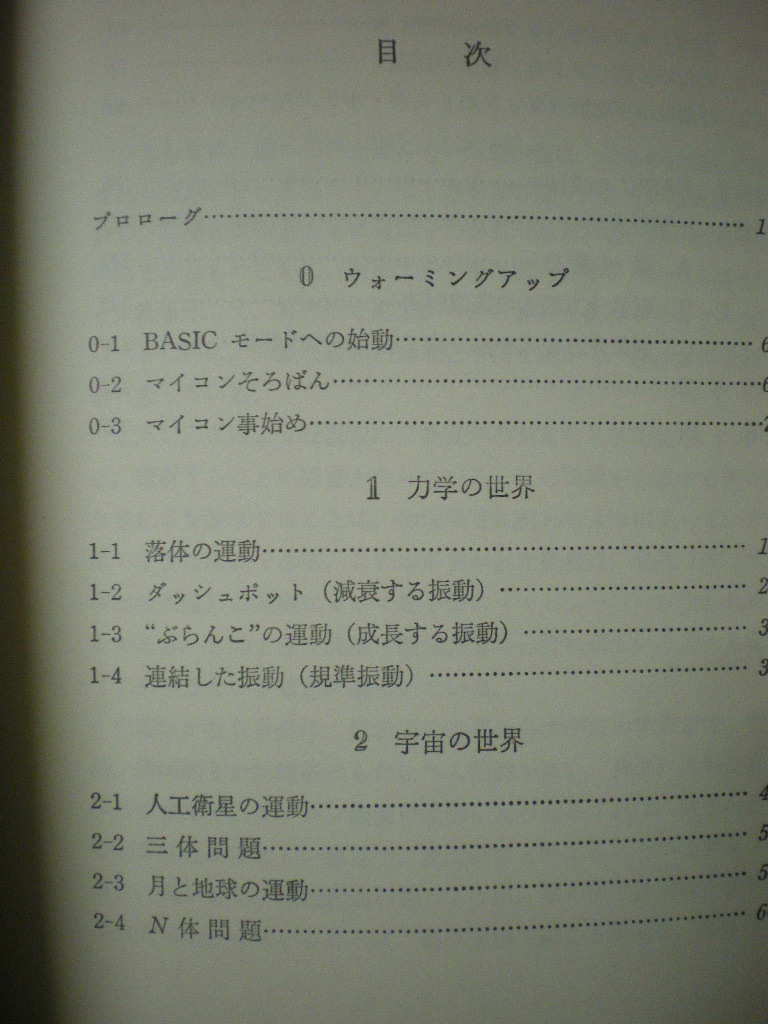 目 次
プロローグ……………………………………………… 1
0 ウォーミングアップ
0-1 BASIC モードへの始動………………………………
0-2 マイコンそろばん……………………………………
0-3 マイコン事始め………………………………………
1 力学の世界
1-1 落体の運動……………………………………………
1-2 ダッシュポット（減衰する振動）……………………
1-3 “ぶらんこ”の運動（成長する振動）…………………
1-4 連結した振動（規準振動）……………………………
2 宇宙の世界
2-1 人工衛星の運動………………………………………
2-2 三体問題………………………………………………
2-3 月と地球の運動………………………………………
2-4 N体問題………………………………………………